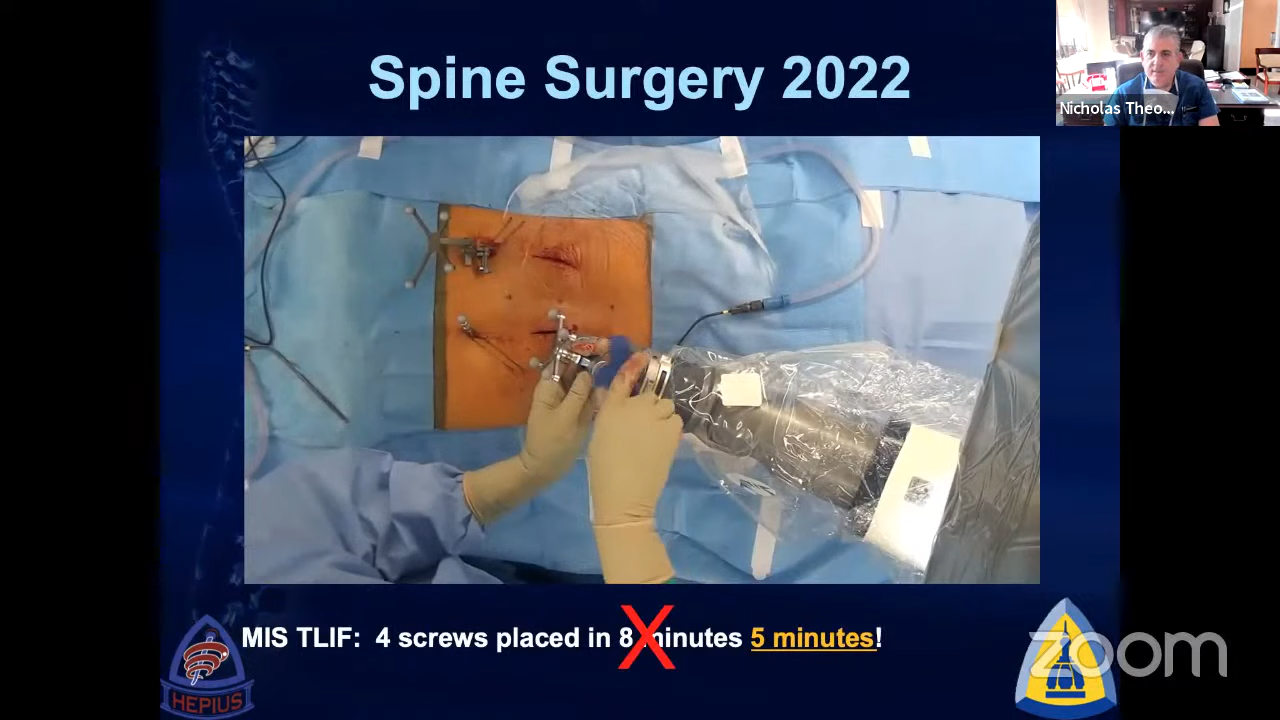 Spine Surgery 2022
Nicholas Theo...
MIS TLIF: 4 screws placed in 8 minutes 5 minutes!
HEPIUS
zoom